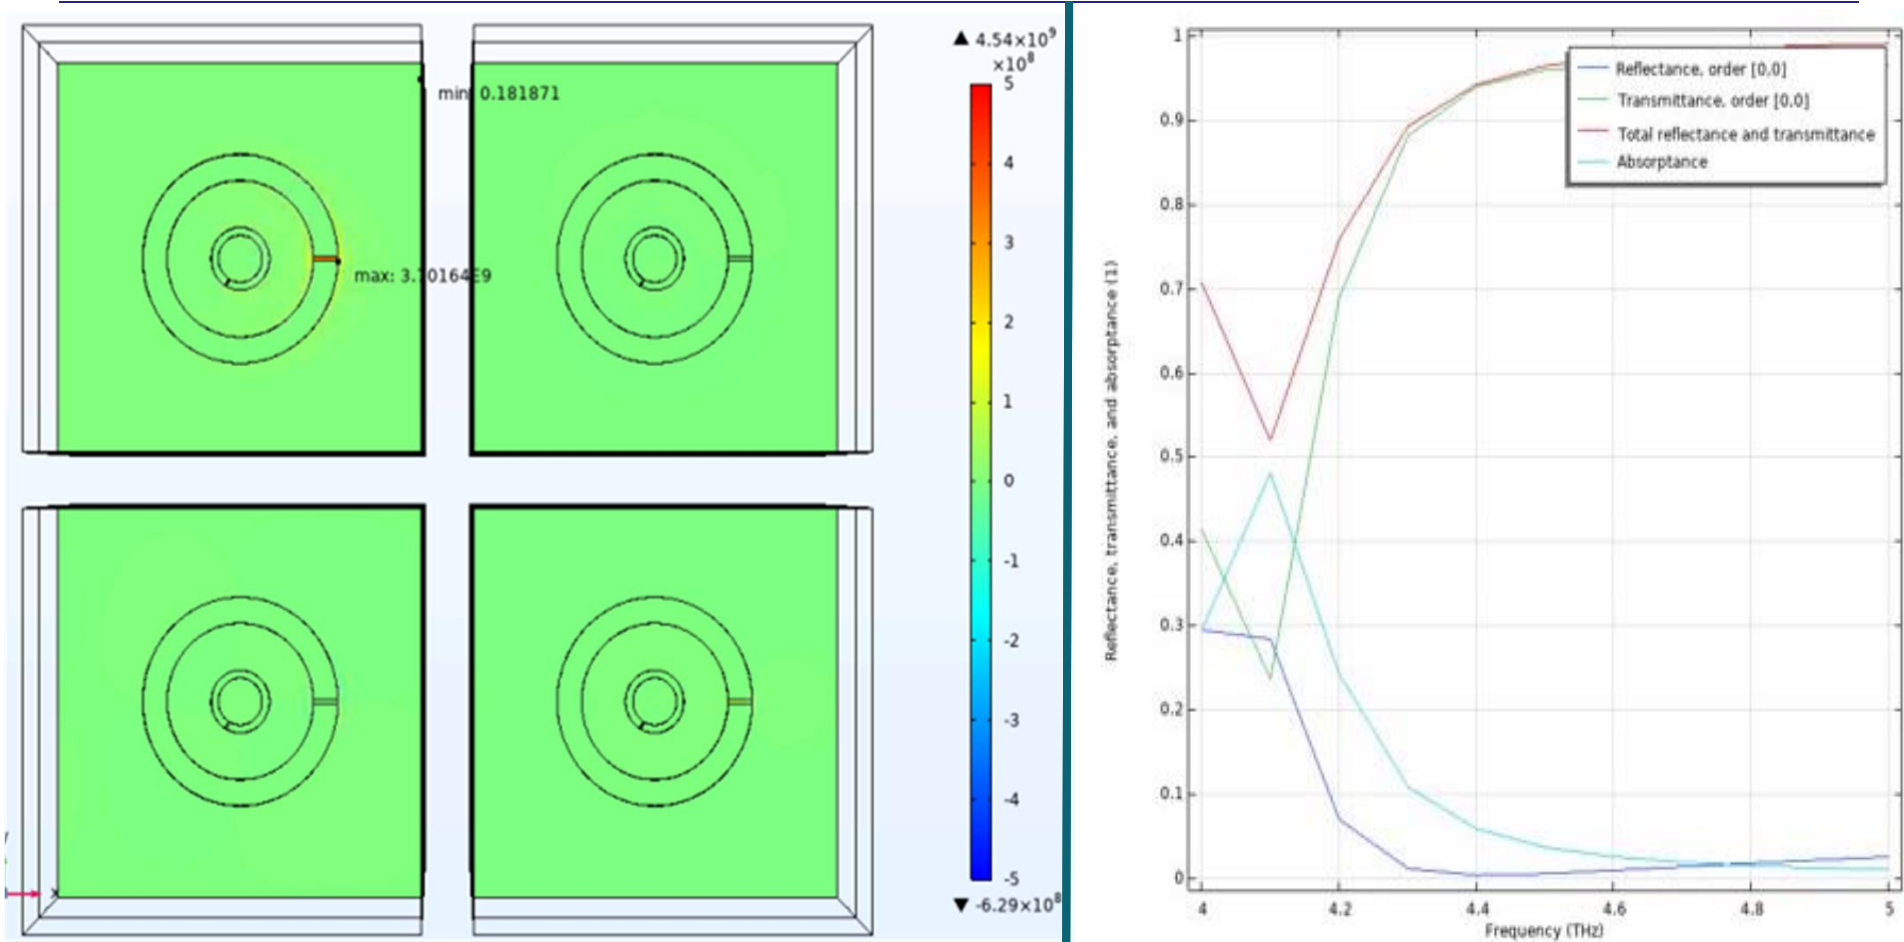 4.54×10⁹
×10⁸
5
4
3
2
1
0
-1
-2
-3
-4
-5
-6.29×10⁸
min: 0.181871
max: 3.70164E9
x
Reflectance, order [0.0]
Transmittance, order [0.0]
Total reflectance and transmittance
Absorptance
Reflectance, transmittance, and absorptance (1)
1
0.9
0.8
0.7
0.6
0.5
0.4
0.3
0.2
0.1
0
4 4.2 4.4 4.6 4.8 5
Frequency (THz)